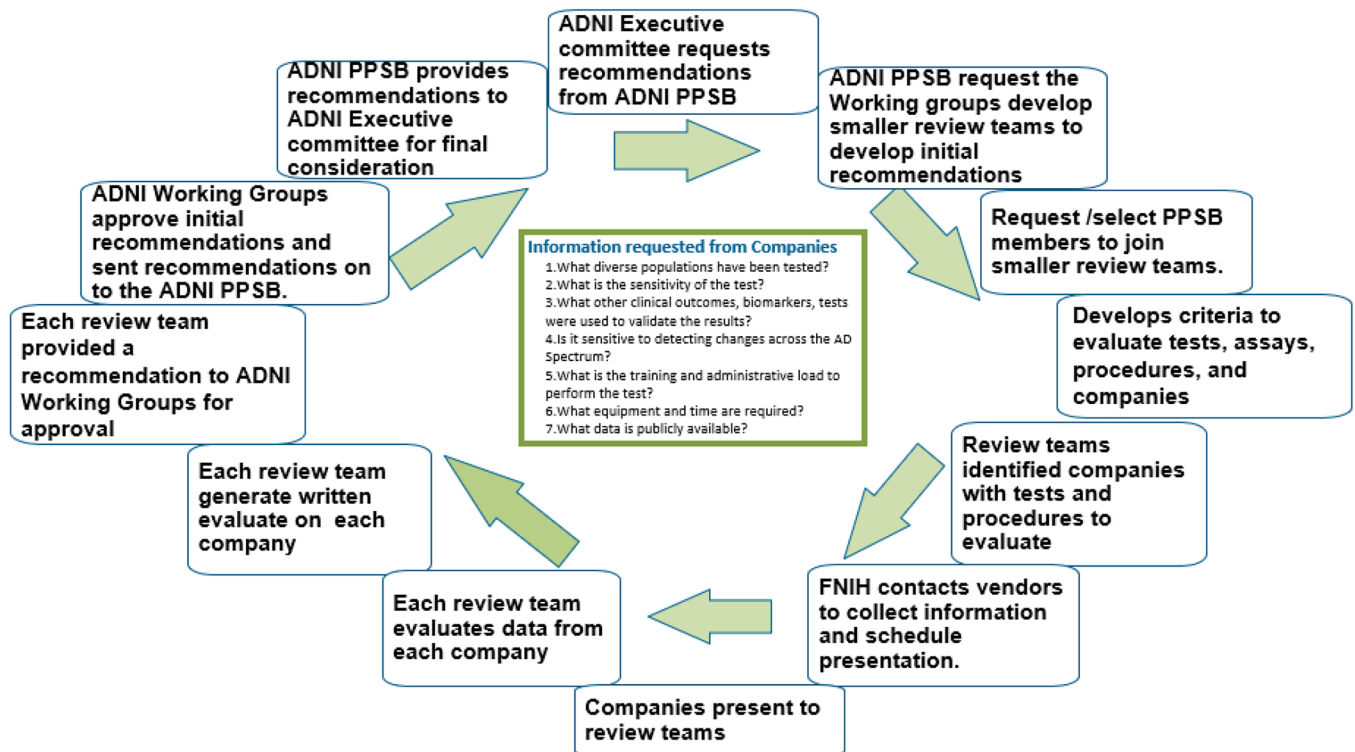 ADNI Executive
committee requests
recommendations
from ADNI PPSB
ADNI PPSB request the
Working groups develop
smaller review teams to
develop initial
recommendations
Request /select PPSB
members to join
smaller review teams.
Develops criteria to
evaluate tests, assays,
procedures, and
companies
Review teams
identified companies
with tests and
procedures to
evaluate
FNIH contacts vendors
to collect information
and schedule
presentation.
Companies present to
review teams
Each review team
evaluates data from
each company
Each review team
generate written
evaluate on each
company
Each review team
provided a
recommendation to ADNI
Working Groups for
approval
ADNI Working Groups
approve initial
recommendations and
sent recommendations on
to the ADNI PPSB.
ADNI PPSB provides
recommendations to
ADNI Executive
committee for final
consideration
Information requested from Companies
1.What diverse populations have been tested?
2.What is the sensitivity of the test?
3.What other clinical outcomes, biomarkers, tests
were used to validate the results?
4.Is it sensitive to detecting changes across the AD
Spectrum?
5.What is the training and administrative load to
perform the test?
6.What equipment and time are required?
7.What data is publicly available?